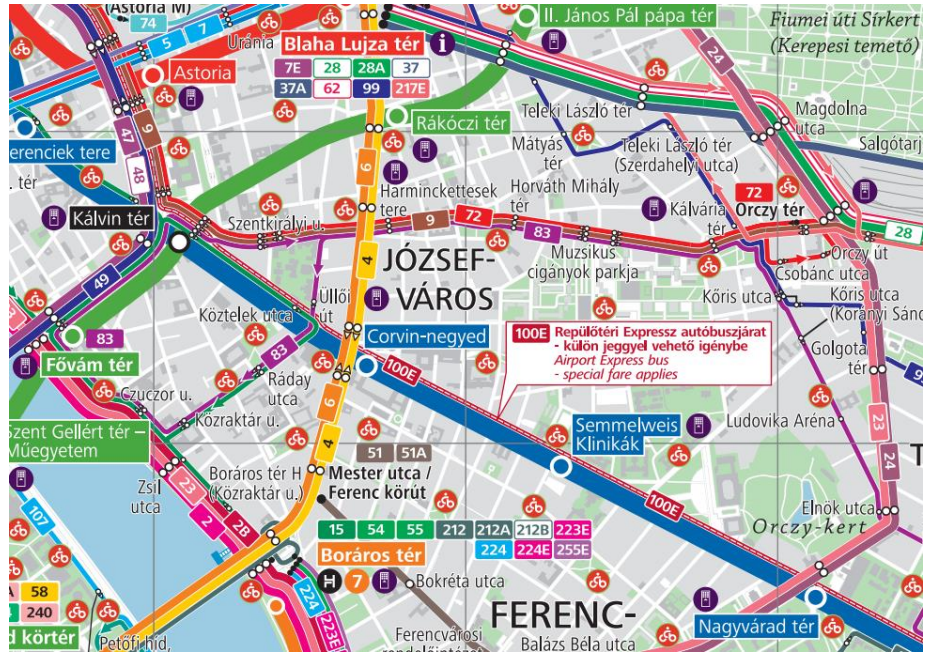 (Astoria M)
74
5
7
Uránia
Blaha Lujza tér
i
7E 28 28A 37
37A 62 99 217E
II. János Pál pápa tér
Fiumei úti Sírkert
(Kerepesi temető)
24
Astoria
47
9
48
6
Rákóczi tér
Teleki László tér
Mátyás
tér
Teleki László tér
(Szerdahelyi utca)
Magdolna
utca
erenciek tere
. tér
Kálvin tér
Szentkirályi u.
Harminckettesek
tere
9
72
83
Horváth Mihály
tér
Muzsikus
cigányok parkja
Kálvária
tér
72
Orczy tér
28
Orczy út
Csobánc utca
4
JÓZSEF-
VÁROS
49
Üllői
út
Köztelek utca
83
Kőris utca
Kőris utca
(Korányi Sánd
Golgota
tér
83
Fővám tér
Corvin-negyed
100E
100E Repülőtéri Expressz autóbuszjárat
- külön jeggyel vehető igénybe
Airport Express bus
- special fare applies
Czuczor u.
Ráday
utca
Közraktár u.
6
4
Szent Gellért tér –
Műegyetem
Semmelweis
Klinikák
Ludovika Aréna
23
24
Zsil
utca
23
2
2B
Boráros tér H
(Közraktár u.)
51 51A
Mester utca /
Ferenc körút
100E
Elnök utca
Orczy-kert
107
15 54 55 212 212A 212B 223E
224 224E 255E
Boráros tér
H 7
Bokréta utca
58
240
d körtér
Petőfi híd,
224
223E
Ferencvárosi
FERENC-
Balázs Béla utca
Nagyvárad tér